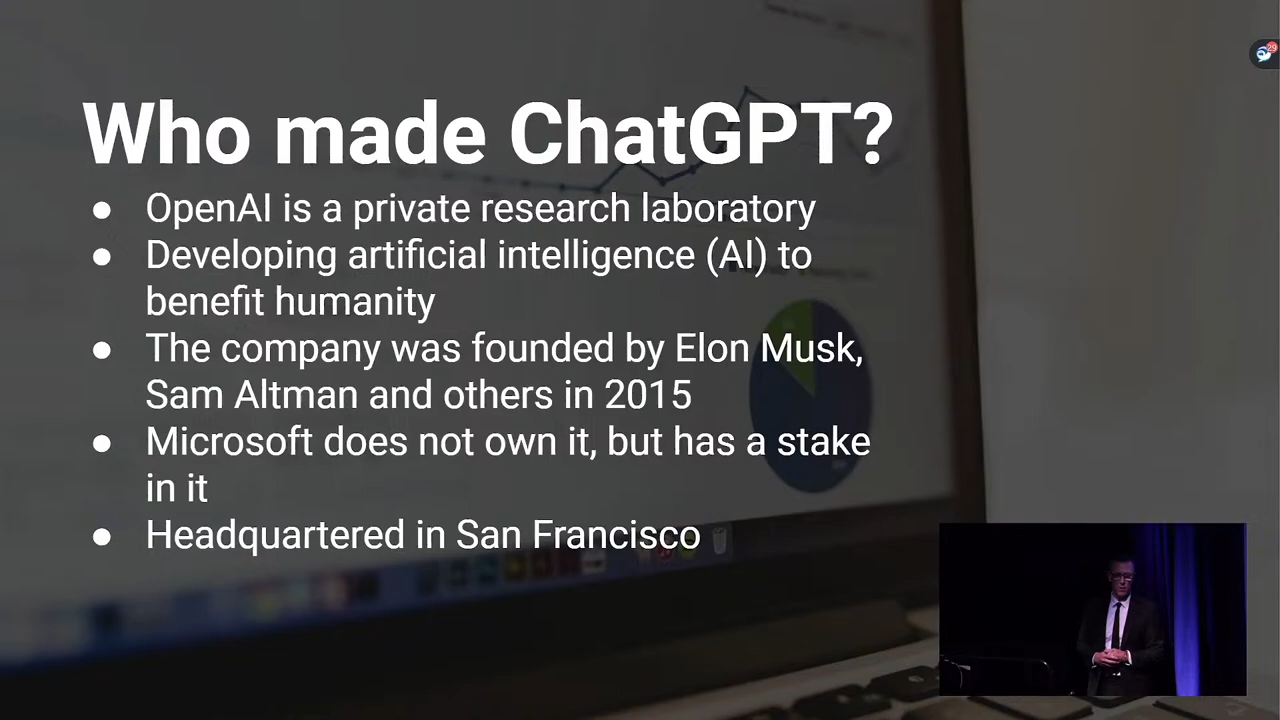 Who made ChatGPT?
● OpenAI is a private research laboratory
● Developing artificial intelligence (AI) to
benefit humanity
● The company was founded by Elon Musk,
Sam Altman and others in 2015
● Microsoft does not own it, but has a stake
in it
● Headquartered in San Francisco
29